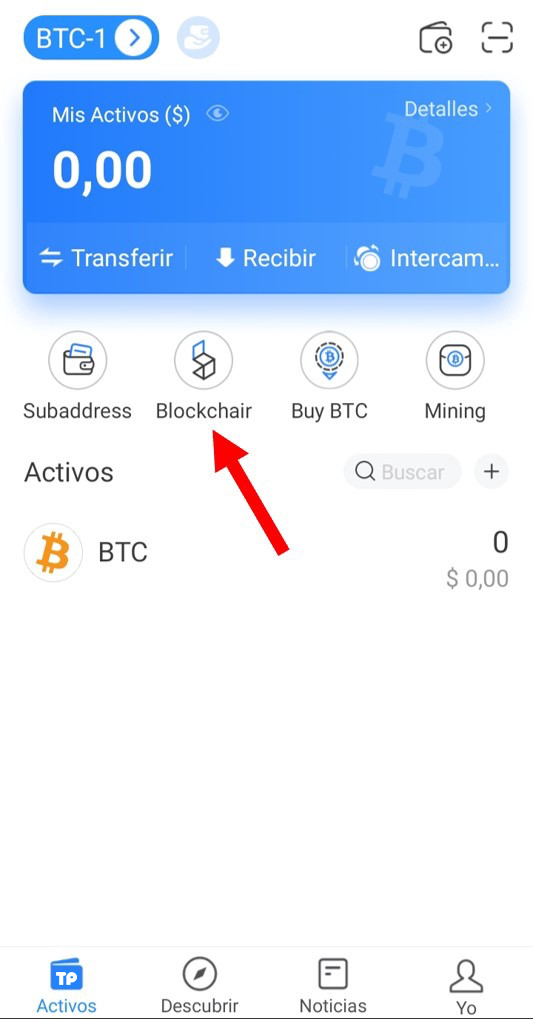 BTC-1
Mis Activos ($)
Detalles
0,00
Transferir
Recibir
Intercam...
Subaddress
Blockchair
Buy BTC
Mining
Activos
Buscar
BTC
0
$ 0,00
TP
Activos
Descubrir
Noticias
Yo